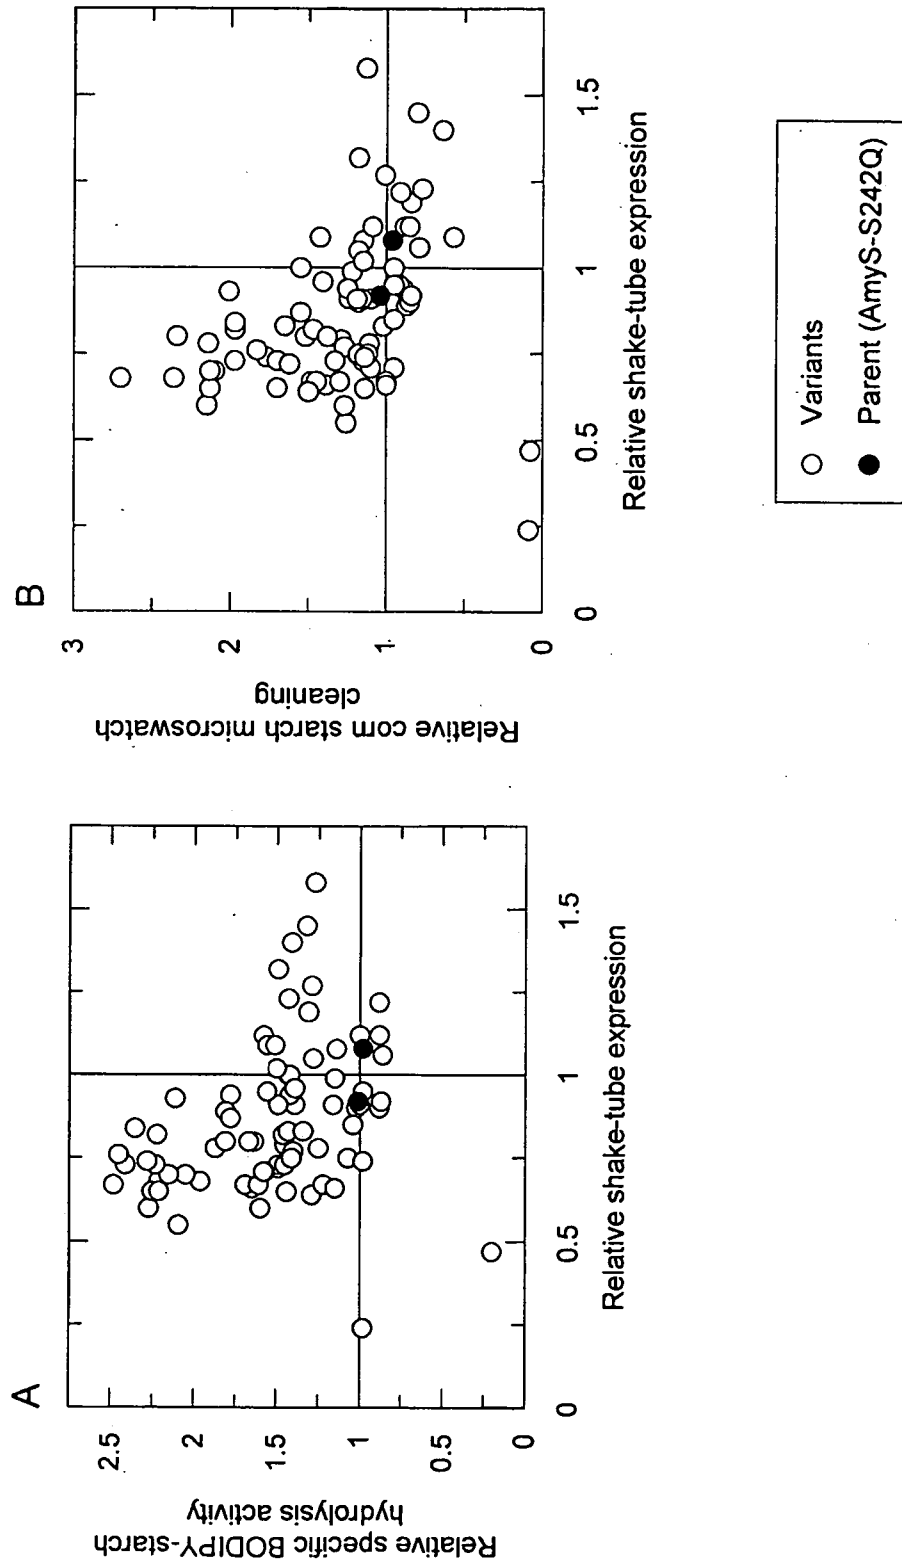 A
Relative specific BODIPY-starch
hydrolysis activity
2.5
2
1.5
1
0.5
0
0
0.5
1
1.5
Relative shake-tube expression
B
Relative corn starch microswatch
cleaning
3
2
1
0
0
0.5
1
1.5
Relative shake-tube expression
Variants
Parent (AmyS-S242Q)